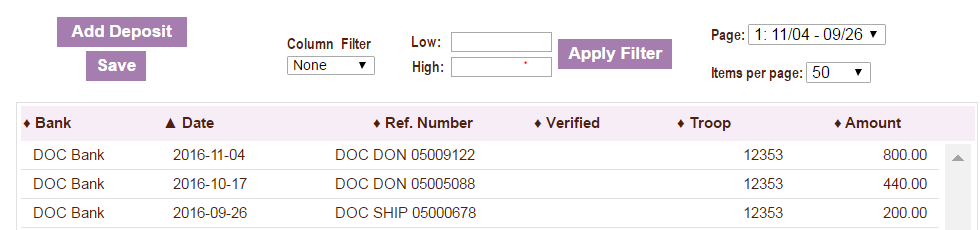 Add Deposit
Save
Column Filter
None ▼
Low:
High: *
Apply Filter
Page: 1: 11/04 - 09/26 ▼
Items per page: 50 ▼
♦ Bank ▲ Date ♦ Ref. Number ♦ Verified ♦ Troop ♦ Amount
DOC Bank 2016-11-04 DOC DON 05009122 12353 800.00
DOC Bank 2016-10-17 DOC DON 05005088 12353 440.00
DOC Bank 2016-09-26 DOC SHIP 05000678 12353 200.00